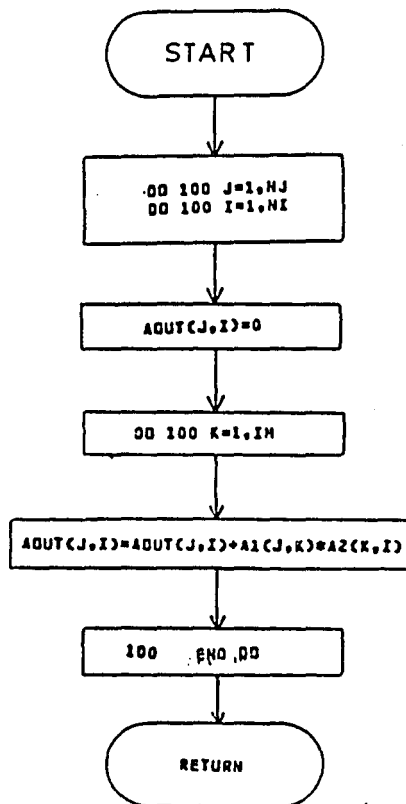 START
DO 100 J=1,NJ
DO 100 I=1,NI
AOUT(J,I)=0
DO 100 K=1,IM
AOUT(J,I)=AOUT(J,I)+A1(J,K)*A2(K,I)
100 END DO
RETURN